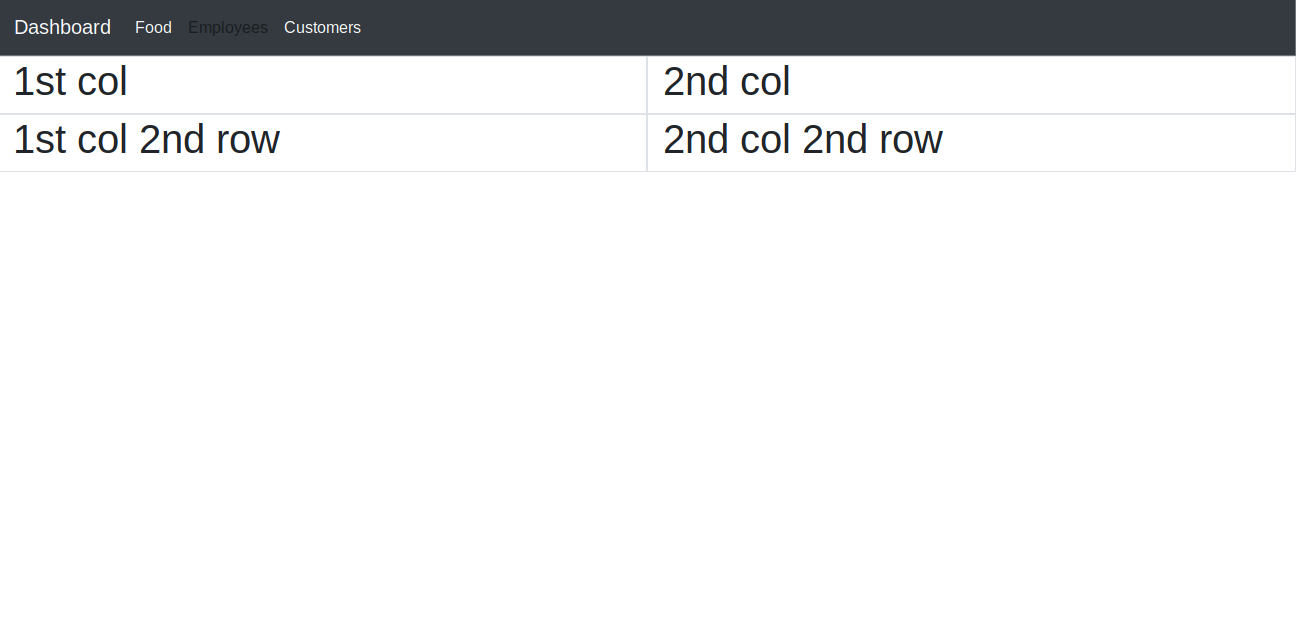 Dashboard Food Employees Customers
1st col 2nd col
1st col 2nd row 2nd col 2nd row